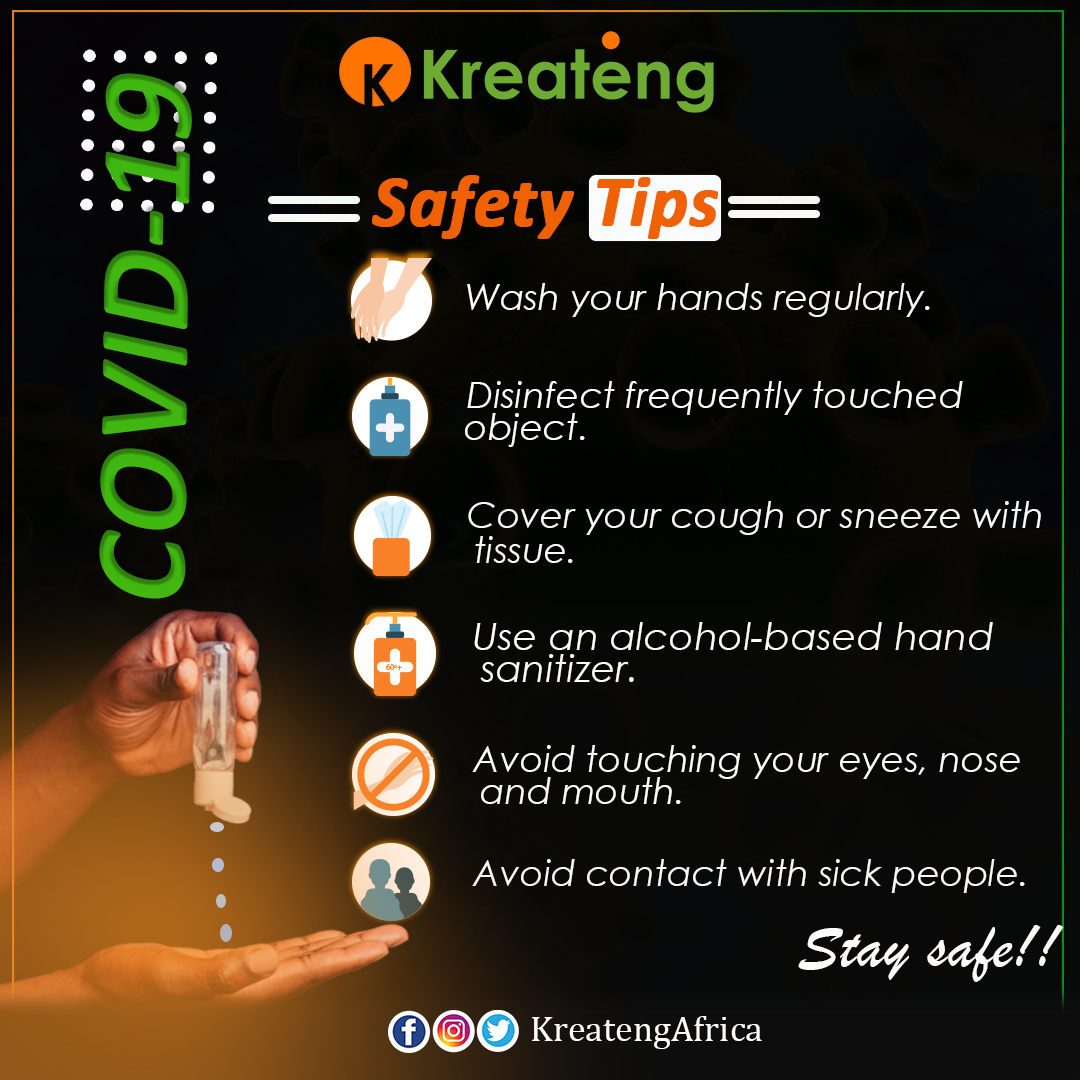 K Kreateng
COVID-19
Safety Tips
Wash your hands regularly.
Disinfect frequently touched
object.
Cover your cough or sneeze with
tissue.
Use an alcohol-based hand
sanitizer.
Avoid touching your eyes, nose
and mouth.
Avoid contact with sick people.
Stay safe!!
KreatengAfrica